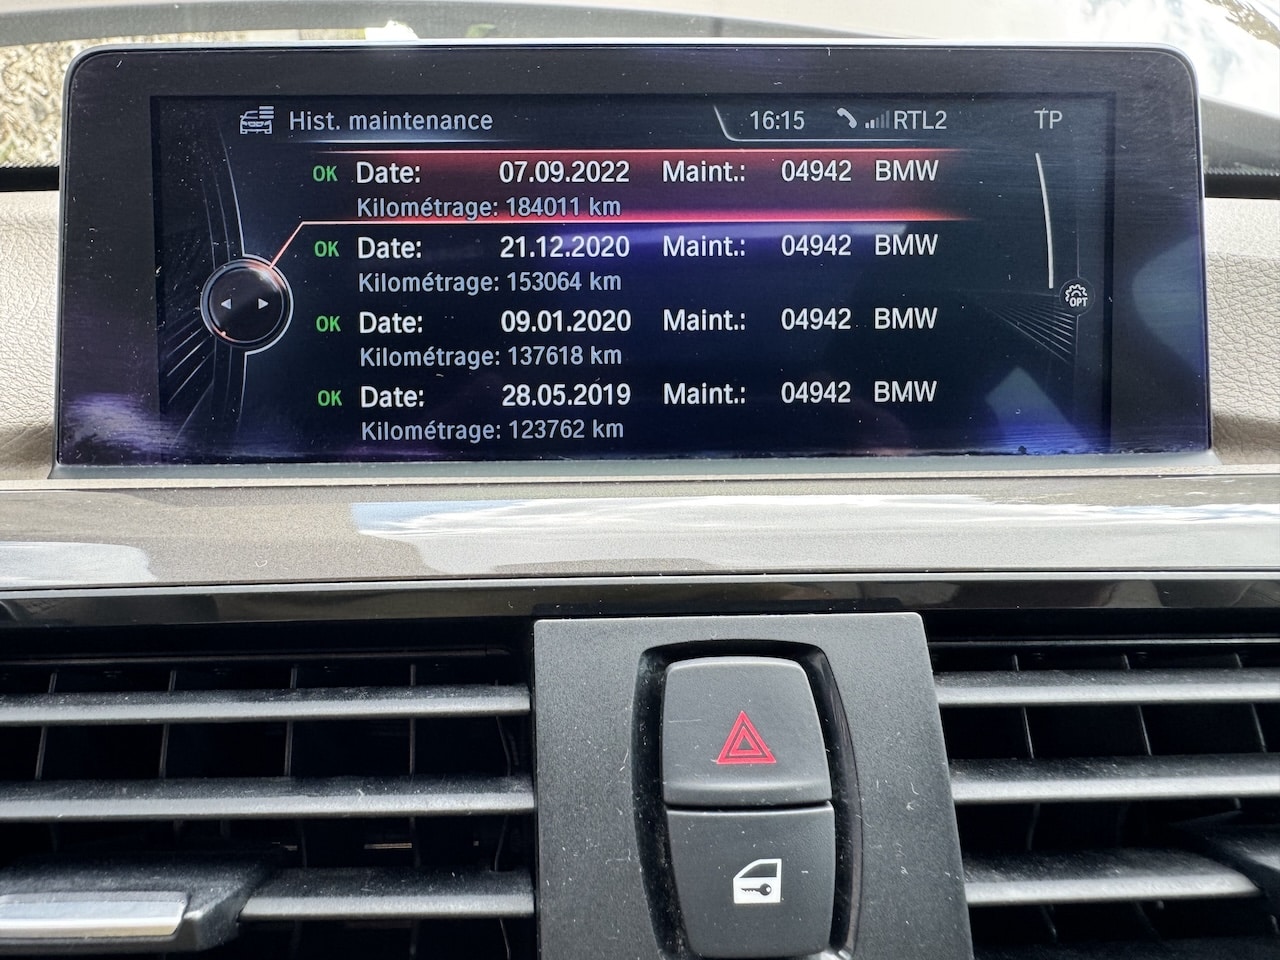 Hist. maintenance 16:15 RTL2 TP
OK Date: 07.09.2022 Maint.: 04942 BMW
Kilométrage: 184011 km
OK Date: 21.12.2020 Maint.: 04942 BMW
Kilométrage: 153064 km
OPT
OK Date: 09.01.2020 Maint.: 04942 BMW
Kilométrage: 137618 km
OK Date: 28.05.2019 Maint.: 04942 BMW
Kilométrage: 123762 km